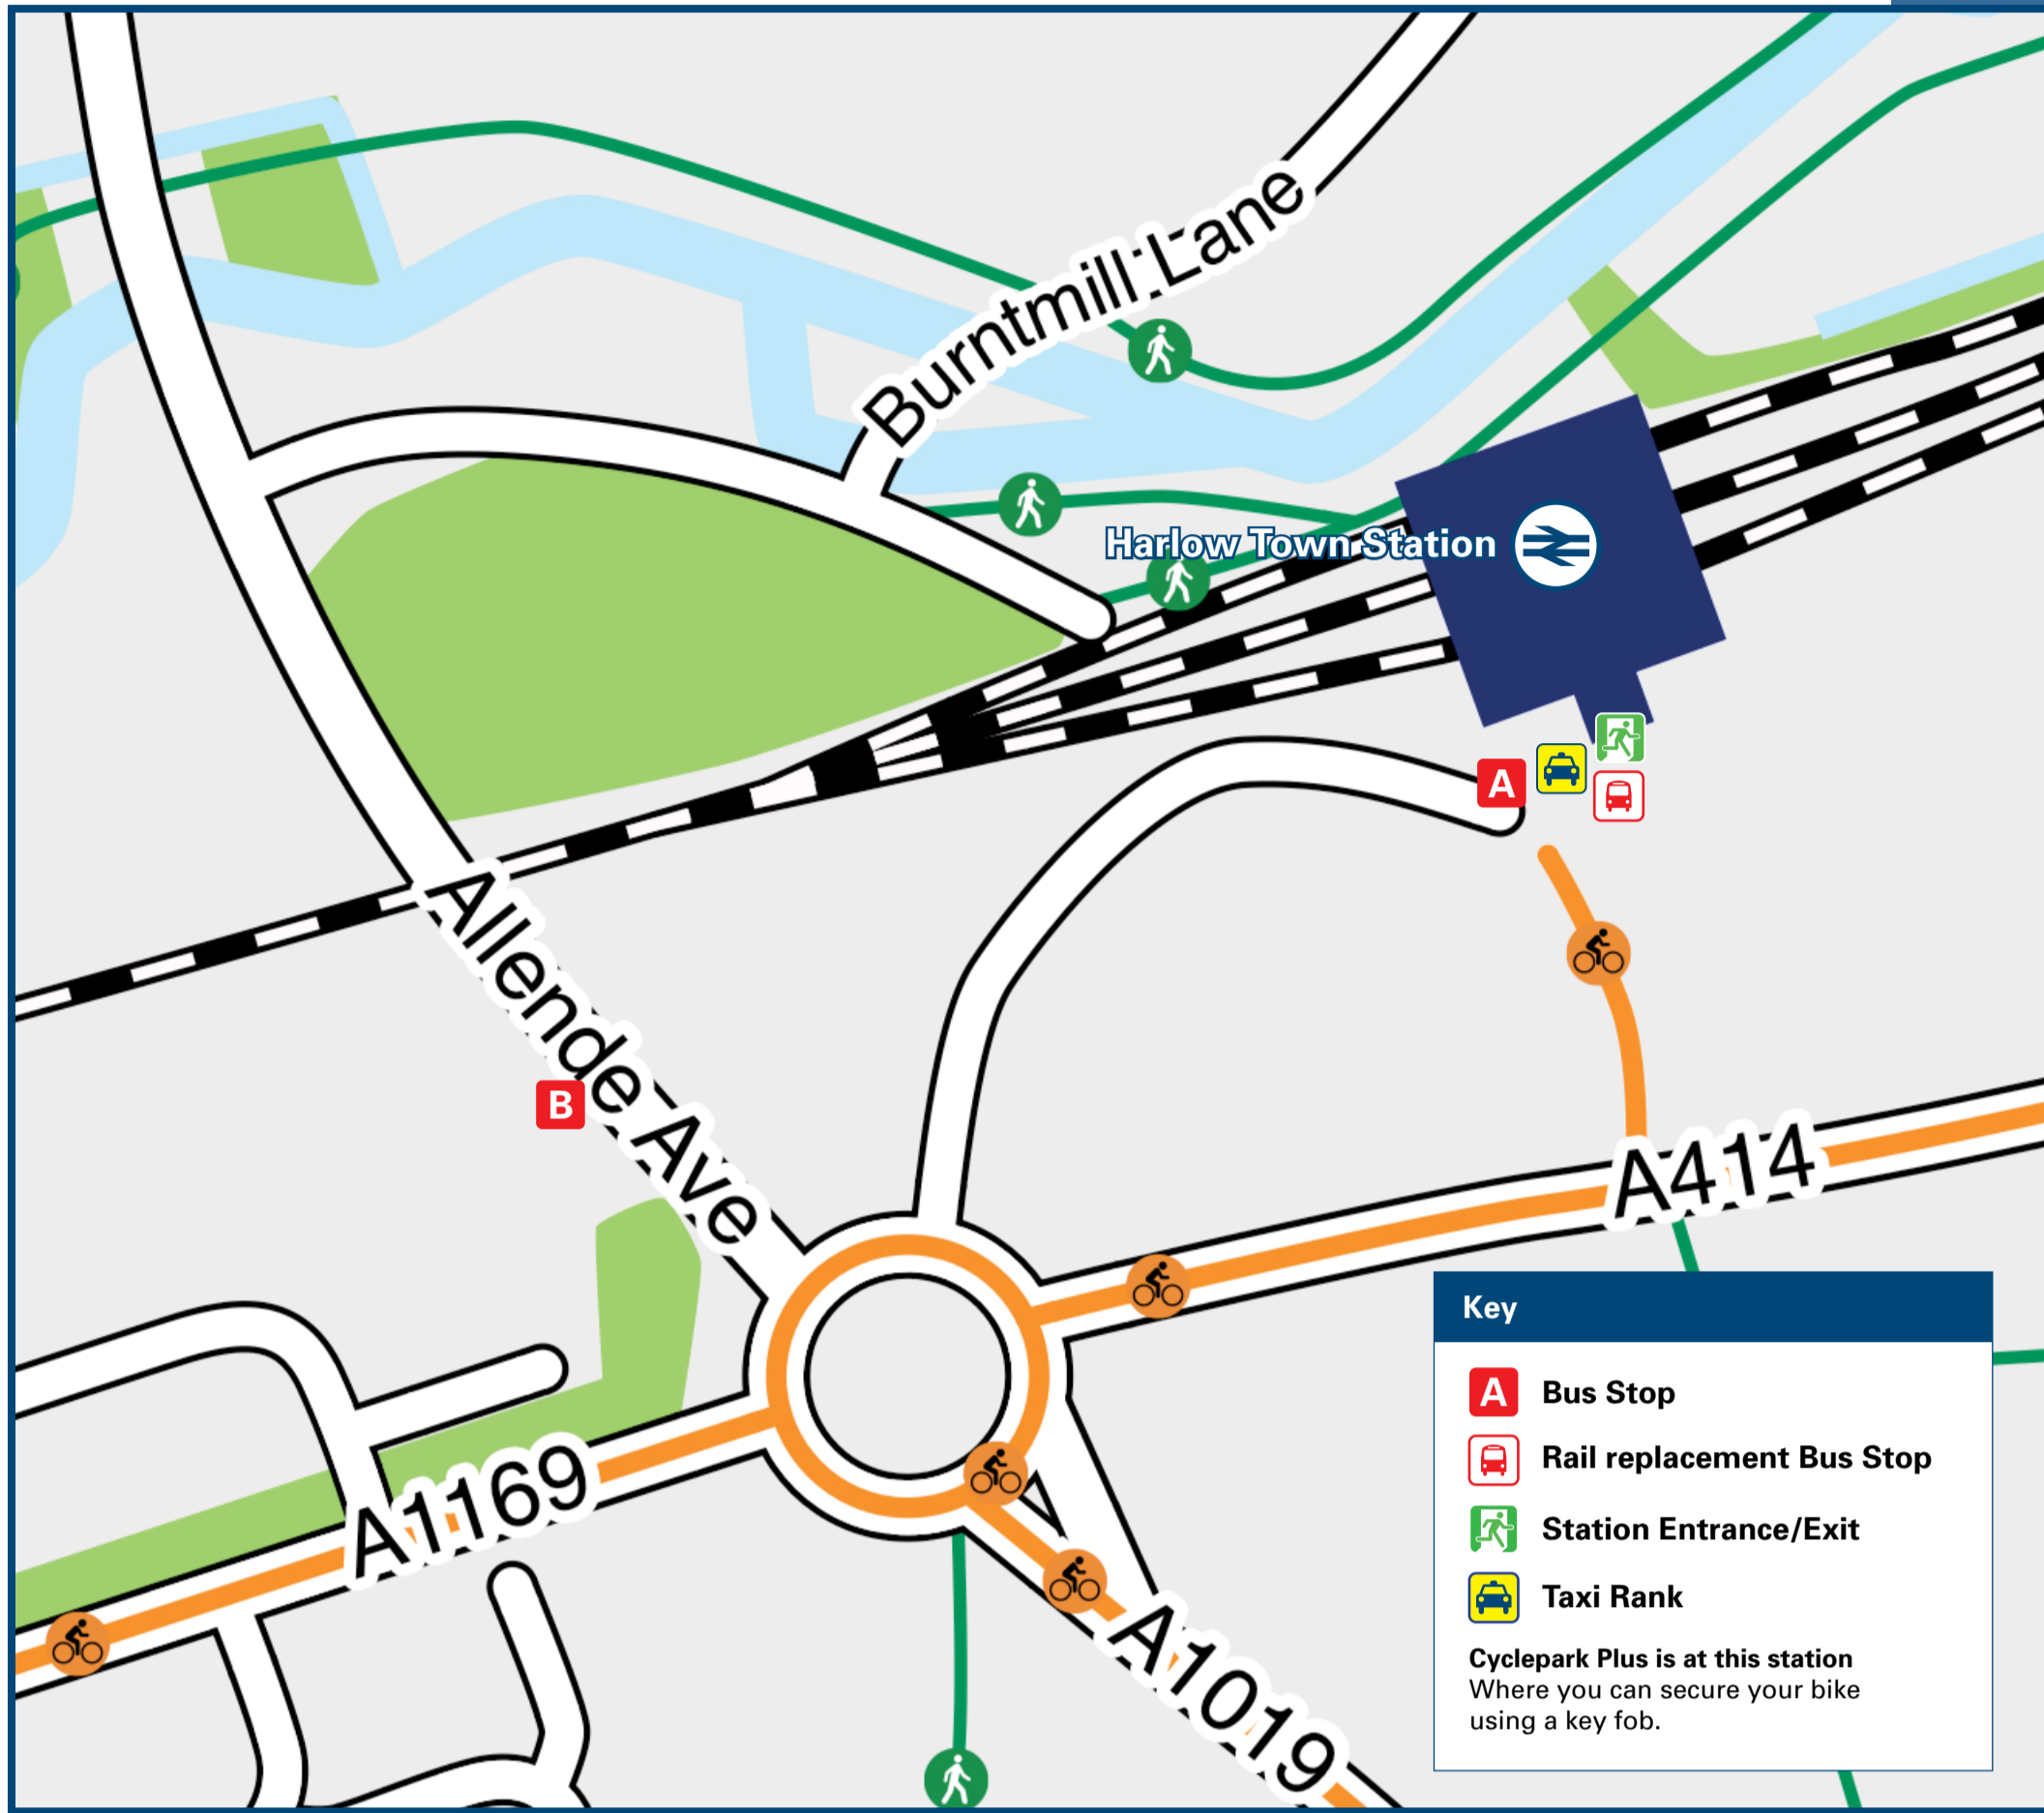 Burntmill Lane
Harlow Town Station
A
Allende Ave
B
A414
A1169
A1019
Key
A Bus Stop
Rail replacement Bus Stop
Station Entrance/Exit
Taxi Rank
Cyclepark Plus is at this station
Where you can secure your bike
using a key fob.